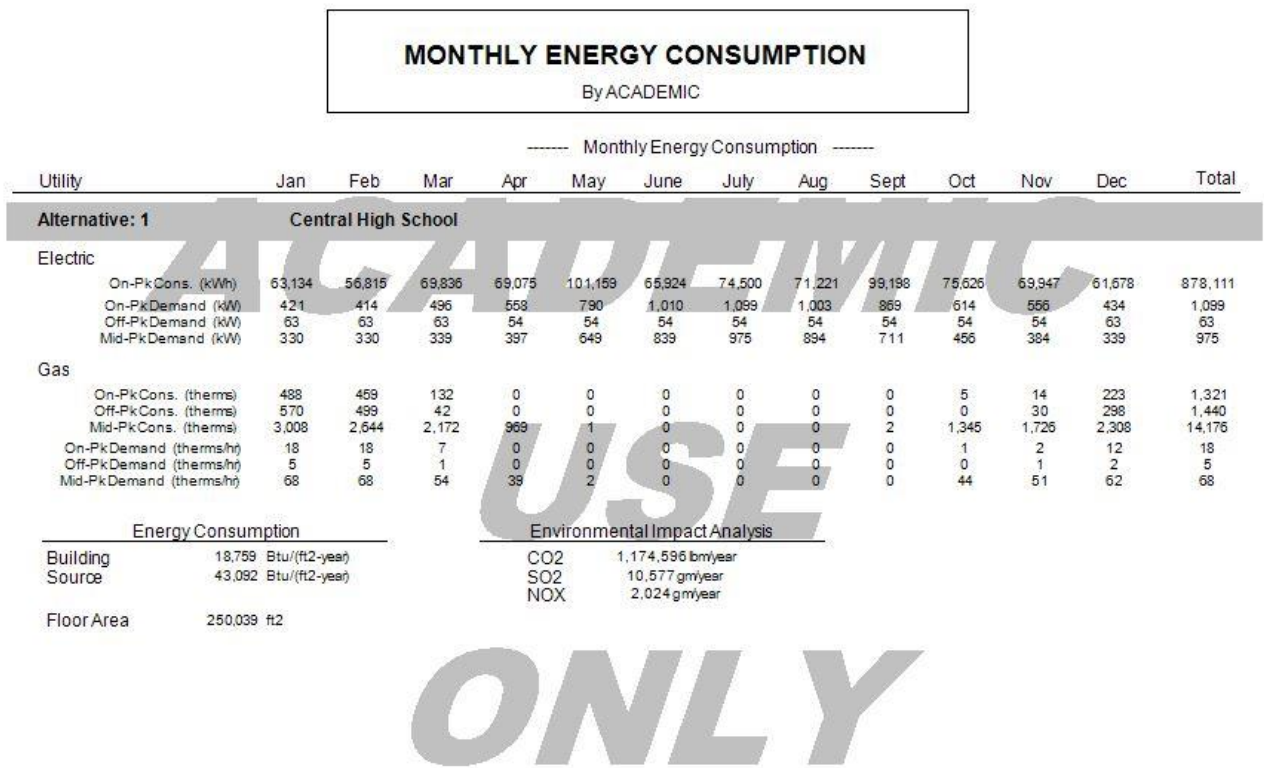 MONTHLY ENERGY CONSUMPTION
By ACADEMIC
------- Monthly Energy Consumption -------
Utility Jan Feb Mar Apr May June July Aug Sept Oct Nov Dec Total
Alternative: 1 Central High School
Electric
On-Pk Cons. (kWh) 63,134 56,815 69,836 69,075 101,159 65,924 74,500 71,221 99,198 75,626 69,947 61,678 878,111
On-Pk Demand (kW) 421 414 496 558 790 1,010 1,099 1,003 869 614 556 434 1,099
Off-Pk Demand (kW) 63 63 63 54 54 54 54 54 54 54 54 63 63
Mid-Pk Demand (kW) 330 330 339 397 649 839 975 894 711 456 384 339 975
Gas
On-Pk Cons. (therms) 488 459 132 0 0 0 0 0 0 5 14 223 1,321
Off-Pk Cons. (therms) 570 499 42 0 0 0 0 0 0 0 30 298 1,440
Mid-Pk Cons. (therms) 3,008 2,644 2,172 969 1 0 0 0 2 1,345 1,726 2,308 14,176
On-Pk Demand (therms/hr) 18 18 7 0 0 0 0 0 0 1 2 12 18
Off-Pk Demand (therms/hr) 5 5 1 0 0 0 0 0 0 0 1 2 5
Mid-Pk Demand (therms/hr) 68 68 54 39 2 0 0 0 0 44 51 62 68
Energy Consumption
Building 18,759 Btu/(ft2-year)
Source 43,092 Btu/(ft2-year)
Floor Area 250,039 ft2
Environmental Impact Analysis
CO2 1,174,596 lbm/year
SO2 10,577 gm/year
NOX 2,024 gm/year
ACADEMIC
USE
ONLY